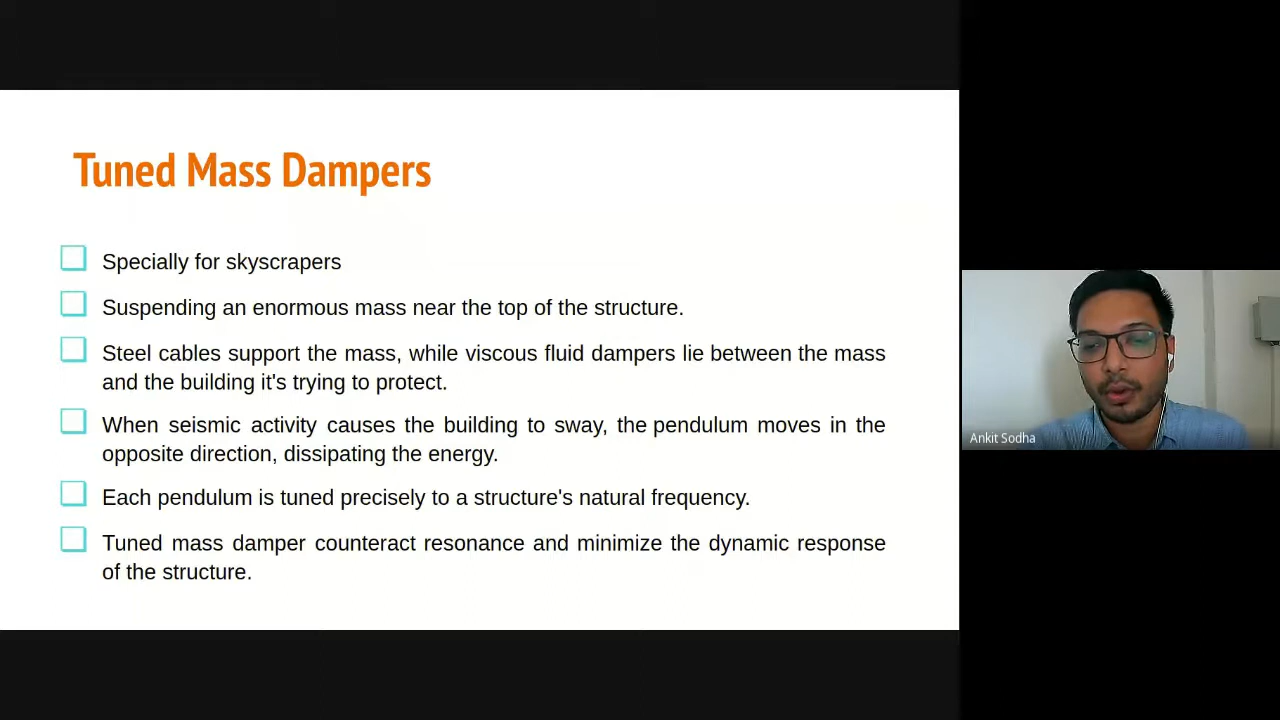 Tuned Mass Dampers
Specially for skyscrapers
Suspending an enormous mass near the top of the structure.
Steel cables support the mass, while viscous fluid dampers lie between the mass
and the building it's trying to protect.
When seismic activity causes the building to sway, the pendulum moves in the
opposite direction, dissipating the energy.
Each pendulum is tuned precisely to a structure's natural frequency.
Tuned mass damper counteract resonance and minimize the dynamic response
of the structure.
Ankit Sodha